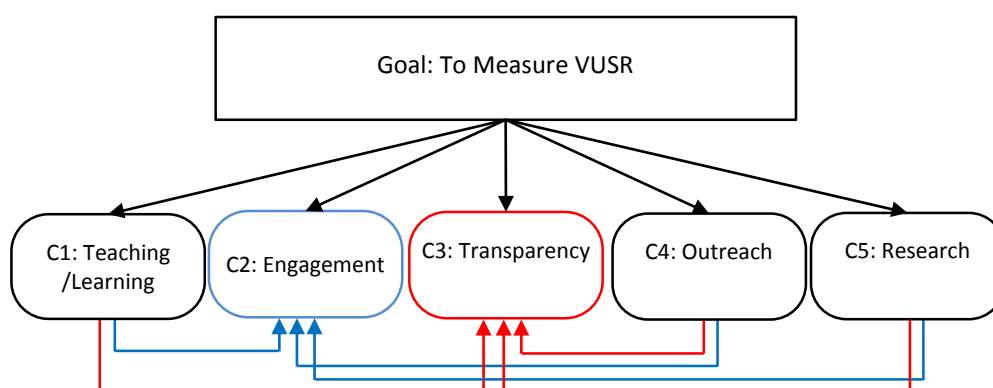 Goal: To Measure VUSR
C1: Teaching
/Learning
C2: Engagement
C3: Transparency
C4: Outreach
C5: Research